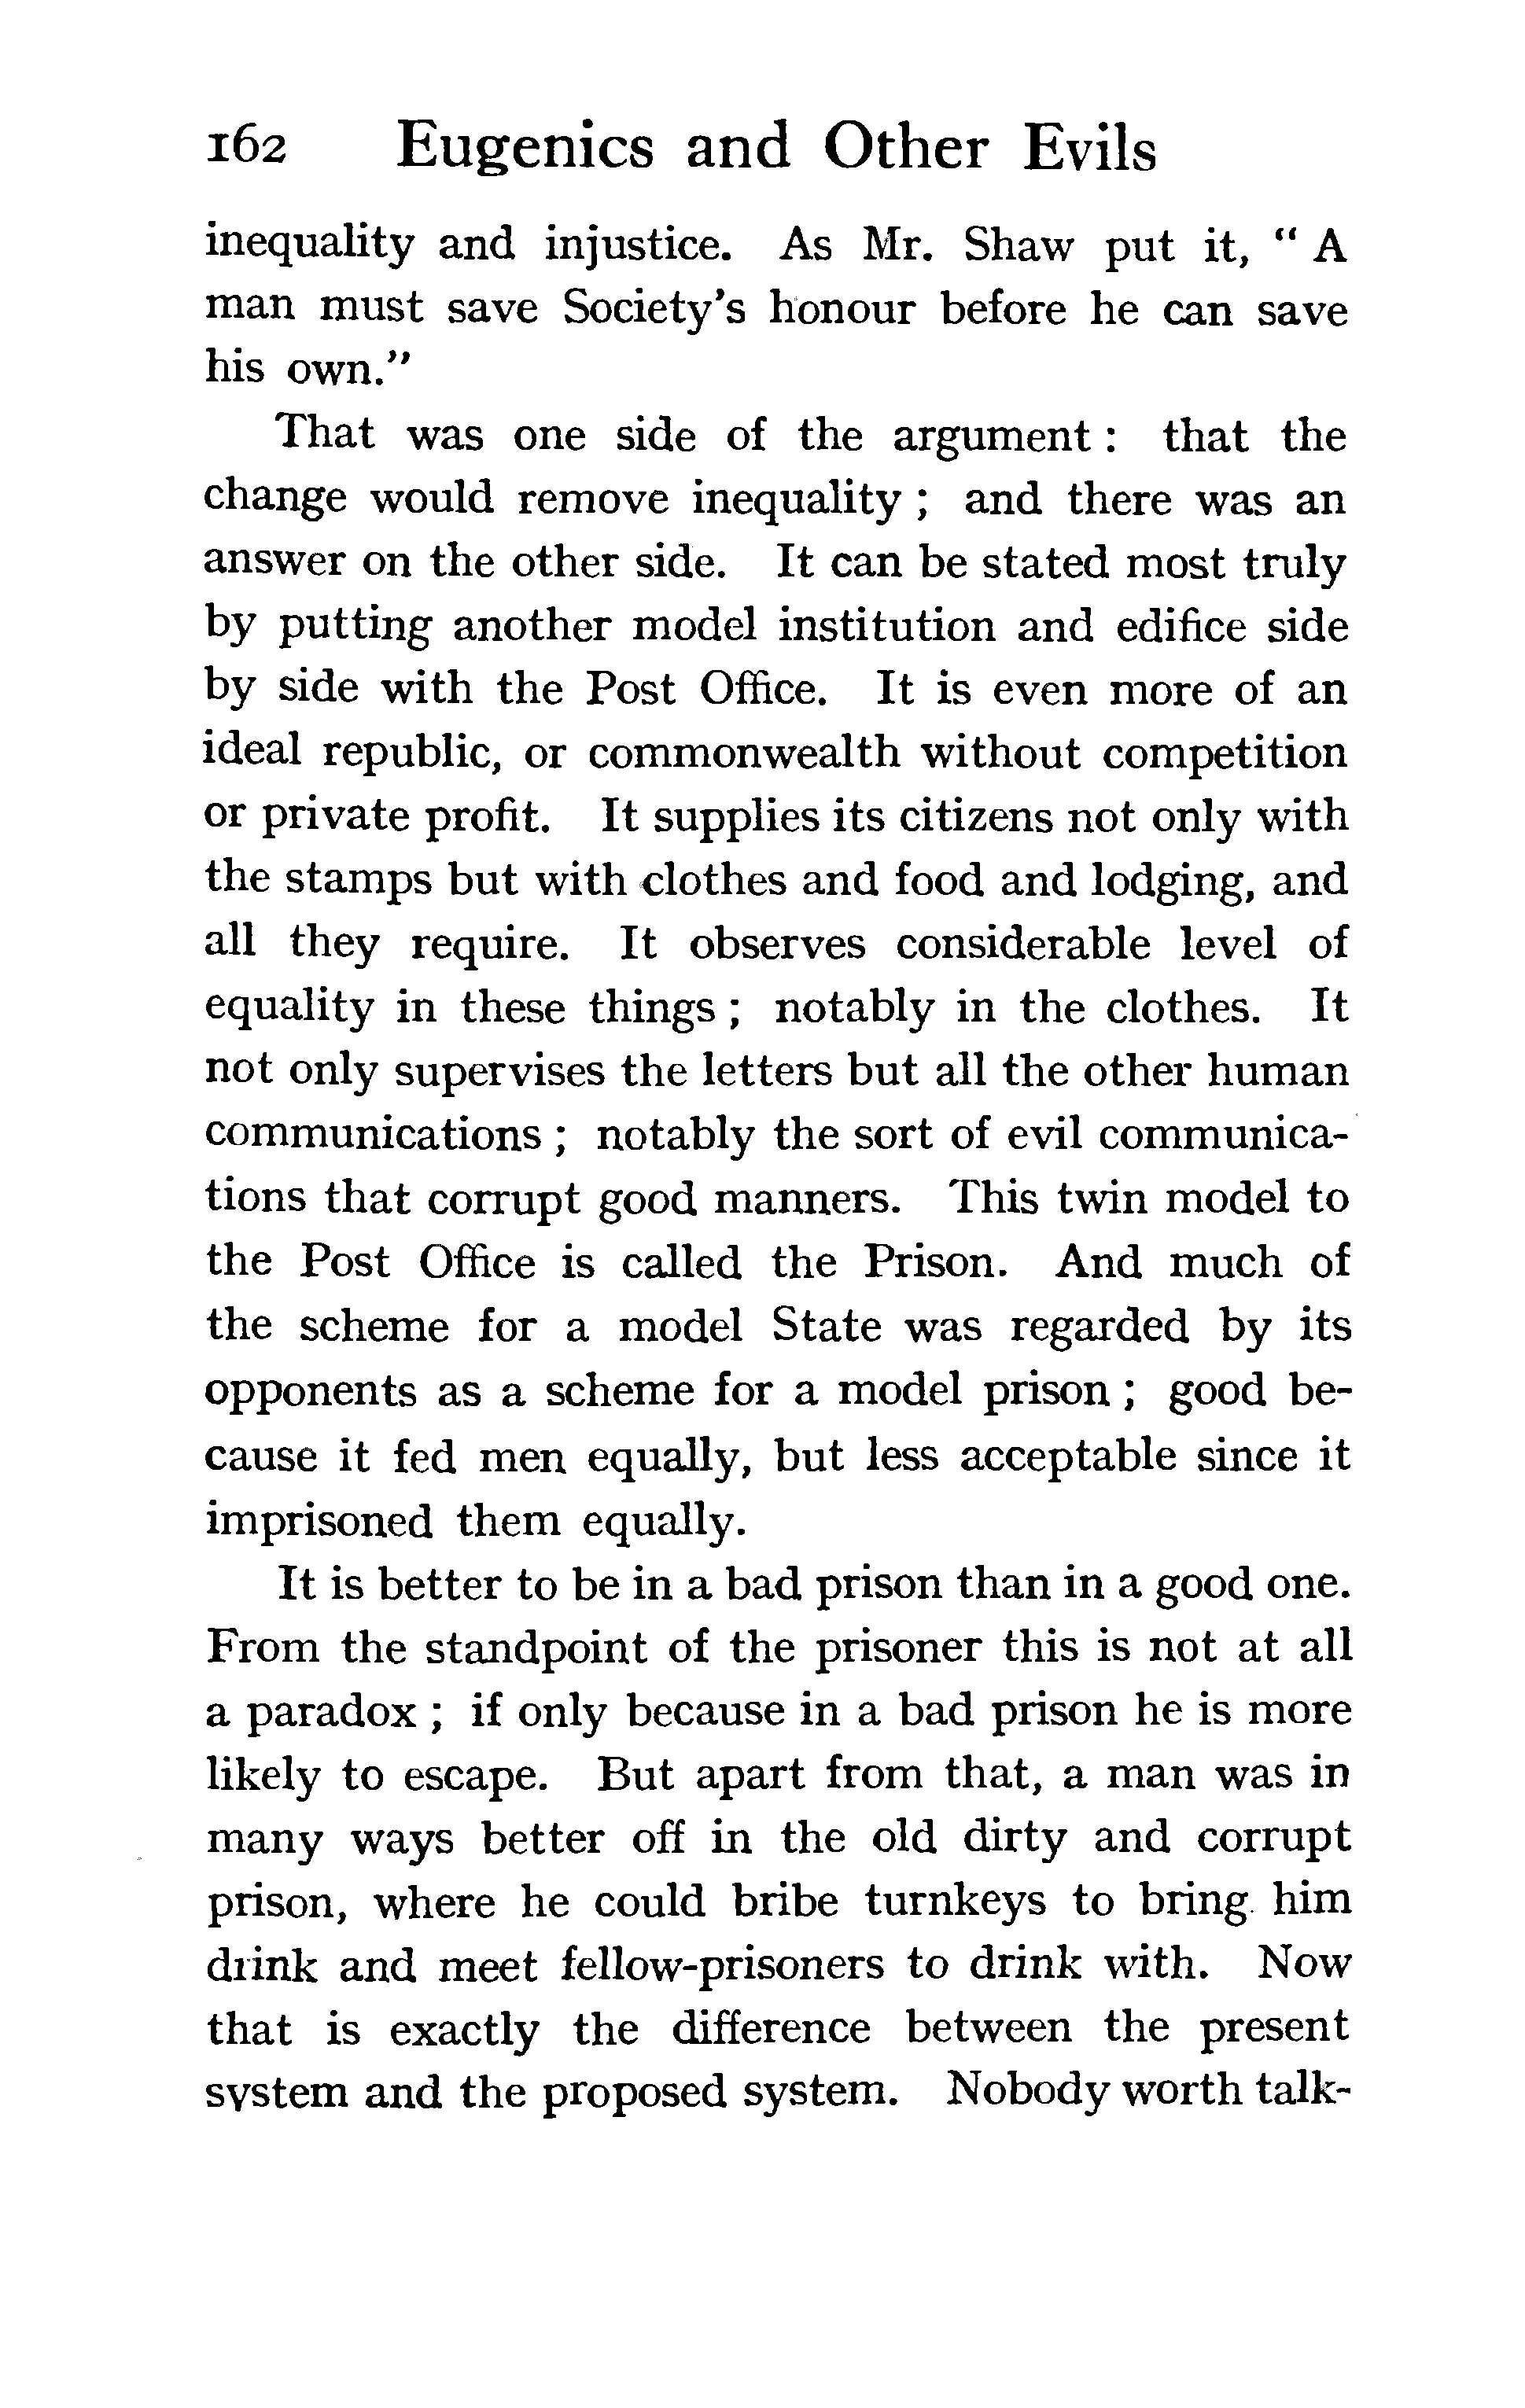 162 Eugenics and Other Evils
inequality and injustice. As Mr. Shaw put it, “ A
man must save Society’s honour before he can save
his own.”
That was one side of the argument : that the
change would remove inequality ; and there was an
answer on the other side. It can be stated most truly
by putting another model institution and edifice side
by side with the Post Office. It is even more of an
ideal republic, or commonwealth without competition
or private profit. It supplies its citizens not only with
the stamps but with clothes and food and lodging, and
all they require. It observes considerable level of
equality in these things ; notably in the clothes. It
not only supervises the letters but all the other human
communications ; notably the sort of evil communica-
tions that corrupt good manners. This twin model to
the Post Office is called the Prison. And much of
the scheme for a model State was regarded by its
opponents as a scheme for a model prison ; good be-
cause it fed men equally, but less acceptable since it
imprisoned them equally.
It is better to be in a bad prison than in a good one.
From the standpoint of the prisoner this is not at all
a paradox ; if only because in a bad prison he is more
likely to escape. But apart from that, a man was in
many ways better off in the old dirty and corrupt
prison, where he could bribe turnkeys to bring him
drink and meet fellow-prisoners to drink with. Now
that is exactly the difference between the present
system and the proposed system. Nobody worth talk-